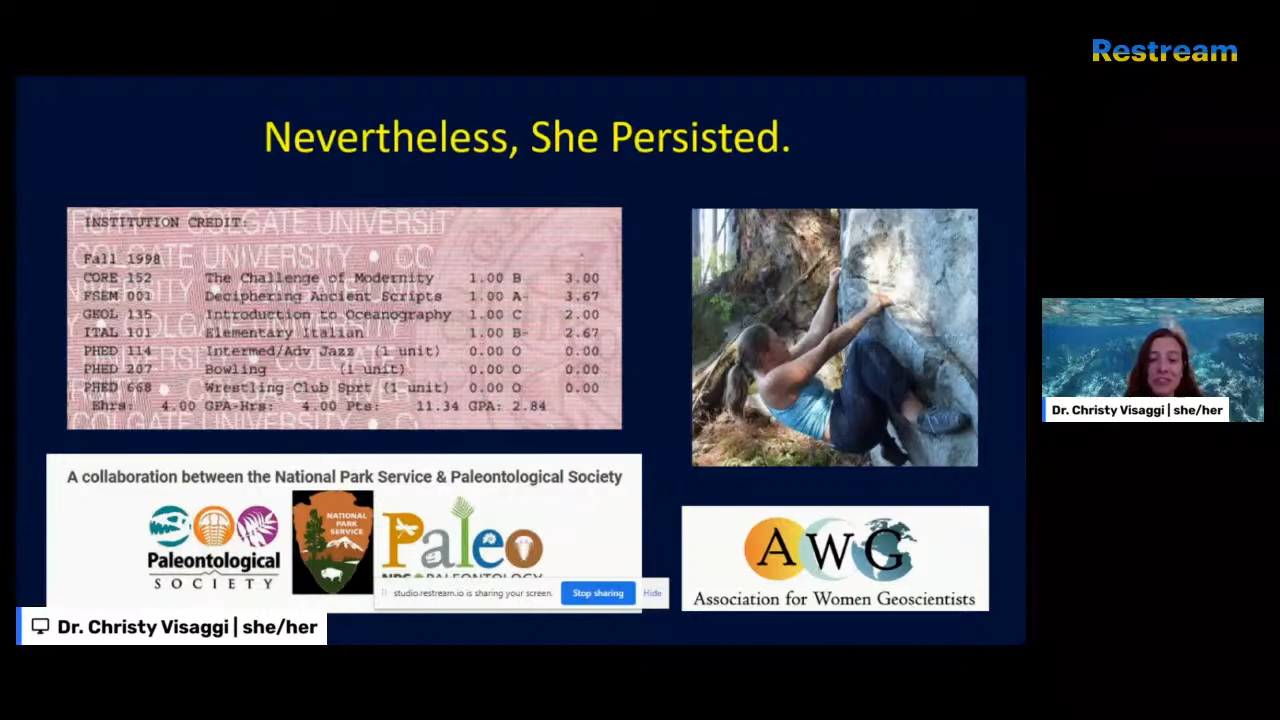 Restream
Nevertheless, She Persisted.
INSTITUTION CREDIT:
Fall 1998
CORE 152 The Challenge of Modernity 1.00 B 3.00
FSEM 001 Deciphering Ancient Scripts 1.00 A- 3.67
GEOL 135 Introduction to Oceanography 1.00 C 2.00
ITAL 101 Elementary Italian 1.00 B- 2.67
PHED 114 Intermed/Adv Jazz (1 unit) 0.00 O 0.00
PHED 207 Bowling (1 unit) 0.00 O 0.00
PHED 668 Wrestling Club Sprt (1 unit) 0.00 O 0.00
Ehrs: 4.00 GPA-Hrs: 4.00 Pts: 11.34 GPA: 2.84
COLGATE UNIVERSITY
A collaboration between the National Park Service & Paleontological Society
Paleontological
SOCIETY
NATIONAL
PARK
SERVICE
Paleo
studio.restream.io is sharing your screen.
Stop sharing
Hide
AWG
Association for Women Geoscientists
Dr. Christy Visaggi | she/her
Dr. Christy Visaggi | she/her